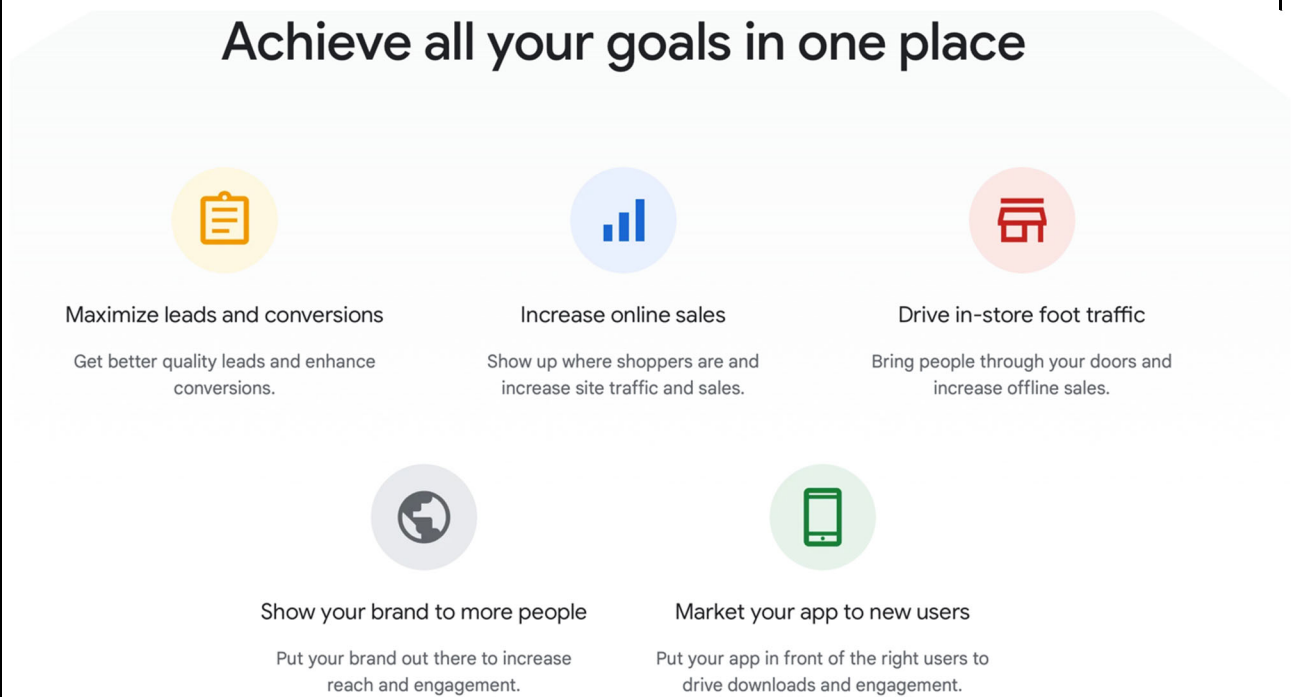 Achieve all your goals in one place
Maximize leads and conversions
Get better quality leads and enhance
conversions.
Increase online sales
Show up where shoppers are and
increase site traffic and sales.
Drive in-store foot traffic
Bring people through your doors and
increase offline sales.
Show your brand to more people
Put your brand out there to increase
reach and engagement.
Market your app to new users
Put your app in front of the right users to
drive downloads and engagement.